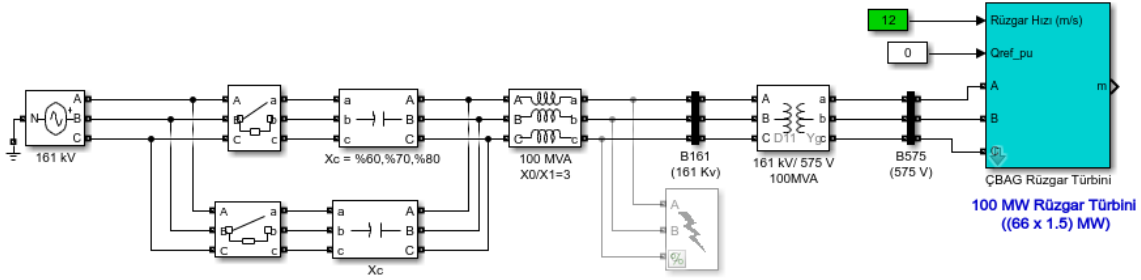 12
Rüzgar Hızı (m/s)
0
Qref_pu
A
B
C
m
ÇBAG Rüzgar Türbini
100 MW Rüzgar Türbini
((66 x 1.5) MW)
N
A
B
C
161 kV
A a
B b
C c
a A
b B
c C
Xc = %60,%70,%80
A a
B b
C c
100 MVA
X0/X1=3
B161
(161 Kv)
A a
B b
C D11 Yg c
161 kV/ 575 V
100MVA
B575
(575 V)
A a
B b
C c
a A
b B
c C
Xc
A
B